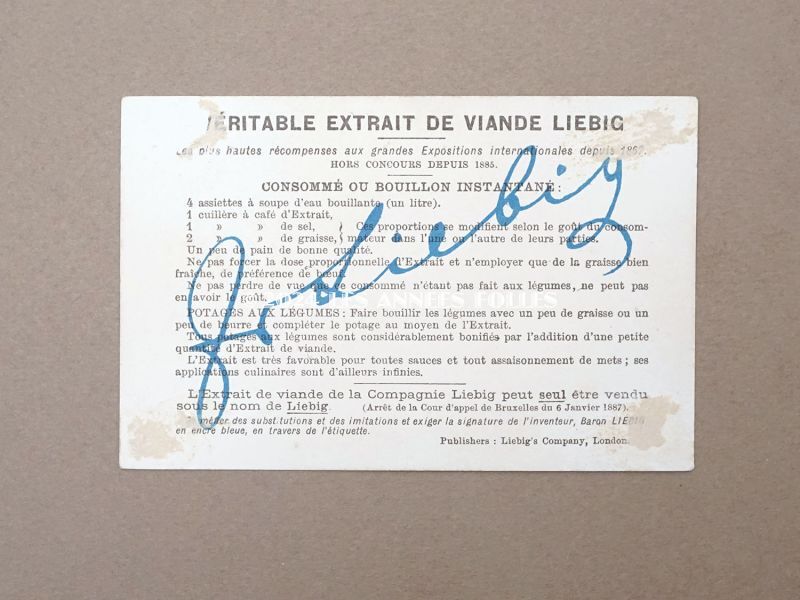 VÉRITABLE EXTRAIT DE VIANDE LIEBIG
Les plus hautes récompenses aux grandes Expositions internationales depuis 1867.
HORS CONCOURS DEPUIS 1885.
CONSOMMÉ OU BOUILLON INSTANTANÉ :
4 assiettes à soupe d'eau bouillante (un litre).
1 cuillère à café d'Extrait,
1 » » de sel, } Ces proportions se modifient selon le goût du consom-
2 » » de graisse, } mateur dans l'une ou l'autre de leurs parties.
Un peu de pain de bonne qualité.
Ne pas forcer la dose proportionnelle d'Extrait et n'employer que de la graisse bien
fraîche, de préférence de bœuf.
Ne pas perdre de vue que ce consommé n'étant pas fait aux légumes, ne peut pas
en avoir le goût.
LES ANNÉES FOLLES
POTAGES AUX LÉGUMES : Faire bouillir les légumes avec un peu de graisse ou un
peu de beurre et compléter le potage au moyen de l'Extrait.
Tous potages aux légumes sont considérablement bonifiés par l'addition d'une petite
quantité d'Extrait de viande.
L'Extrait est très favorable pour toutes sauces et tout assaisonnement de mets ; ses
applications culinaires sont d'ailleurs infinies.
L'Extrait de viande de la Compagnie Liebig peut seul être vendu
sous le nom de Liebig. (Arrêt de la Cour d'appel de Bruxelles du 6 Janvier 1887).
des substitutions et des imitations et exiger la signature de l'inventeur, Baron LIEBIG
en encre bleue, en travers de l'étiquette.
Publishers : Liebig's Company, London.
J v Liebig